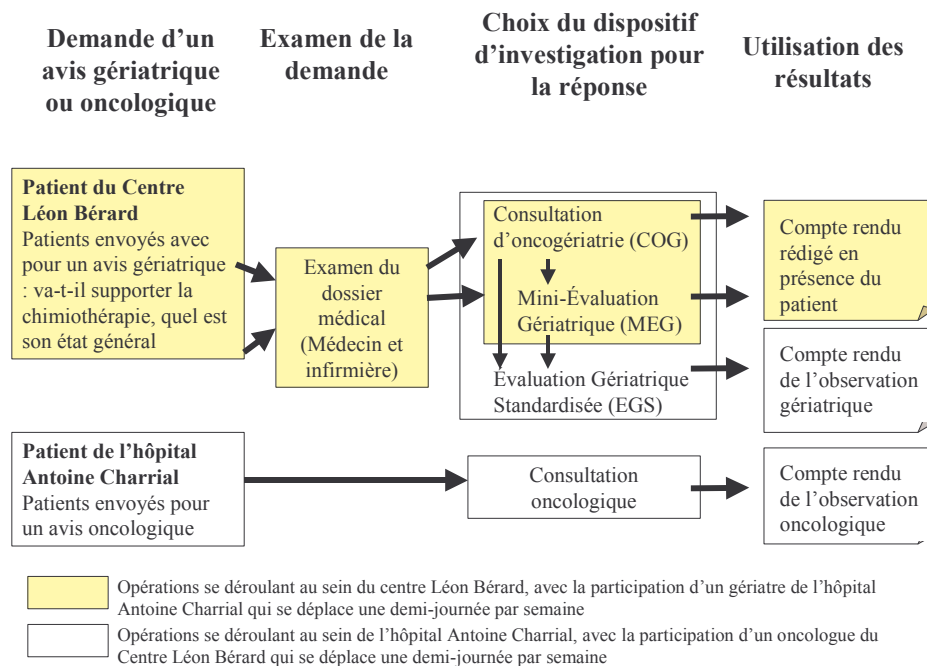 Demande d'un
avis gériatrique
ou oncologique
Examen de la
demande
Choix du dispositif
d'investigation pour
la réponse
Utilisation des
résultats
Patient du Centre
Léon Bérard
Patients envoyés avec
pour un avis gériatrique
: va-t-il supporter la
chimiothérapie, quel est
son état général
Examen du
dossier
médical
(Médecin et
infirmière)
Consultation
d'oncogériatrie (COG)
Mini-Évaluation
Gériatrique (MEG)
Évaluation Gériatrique
Standardisée (EGS)
Compte rendu
rédigé en
présence du
patient
Compte rendu
de l'observation
gériatrique
Patient de l'hôpital
Antoine Charrial
Patients envoyés pour
un avis oncologique
Consultation
oncologique
Compte rendu
de l'observation
oncologique
Opérations se déroulant au sein du centre Léon Bérard, avec la participation d'un gériatre de l'hôpital
Antoine Charrial qui se déplace une demi-journée par semaine
Opérations se déroulant au sein de l'hôpital Antoine Charrial, avec la participation d'un oncologue du
Centre Léon Bérard qui se déplace une demi-journée par semaine